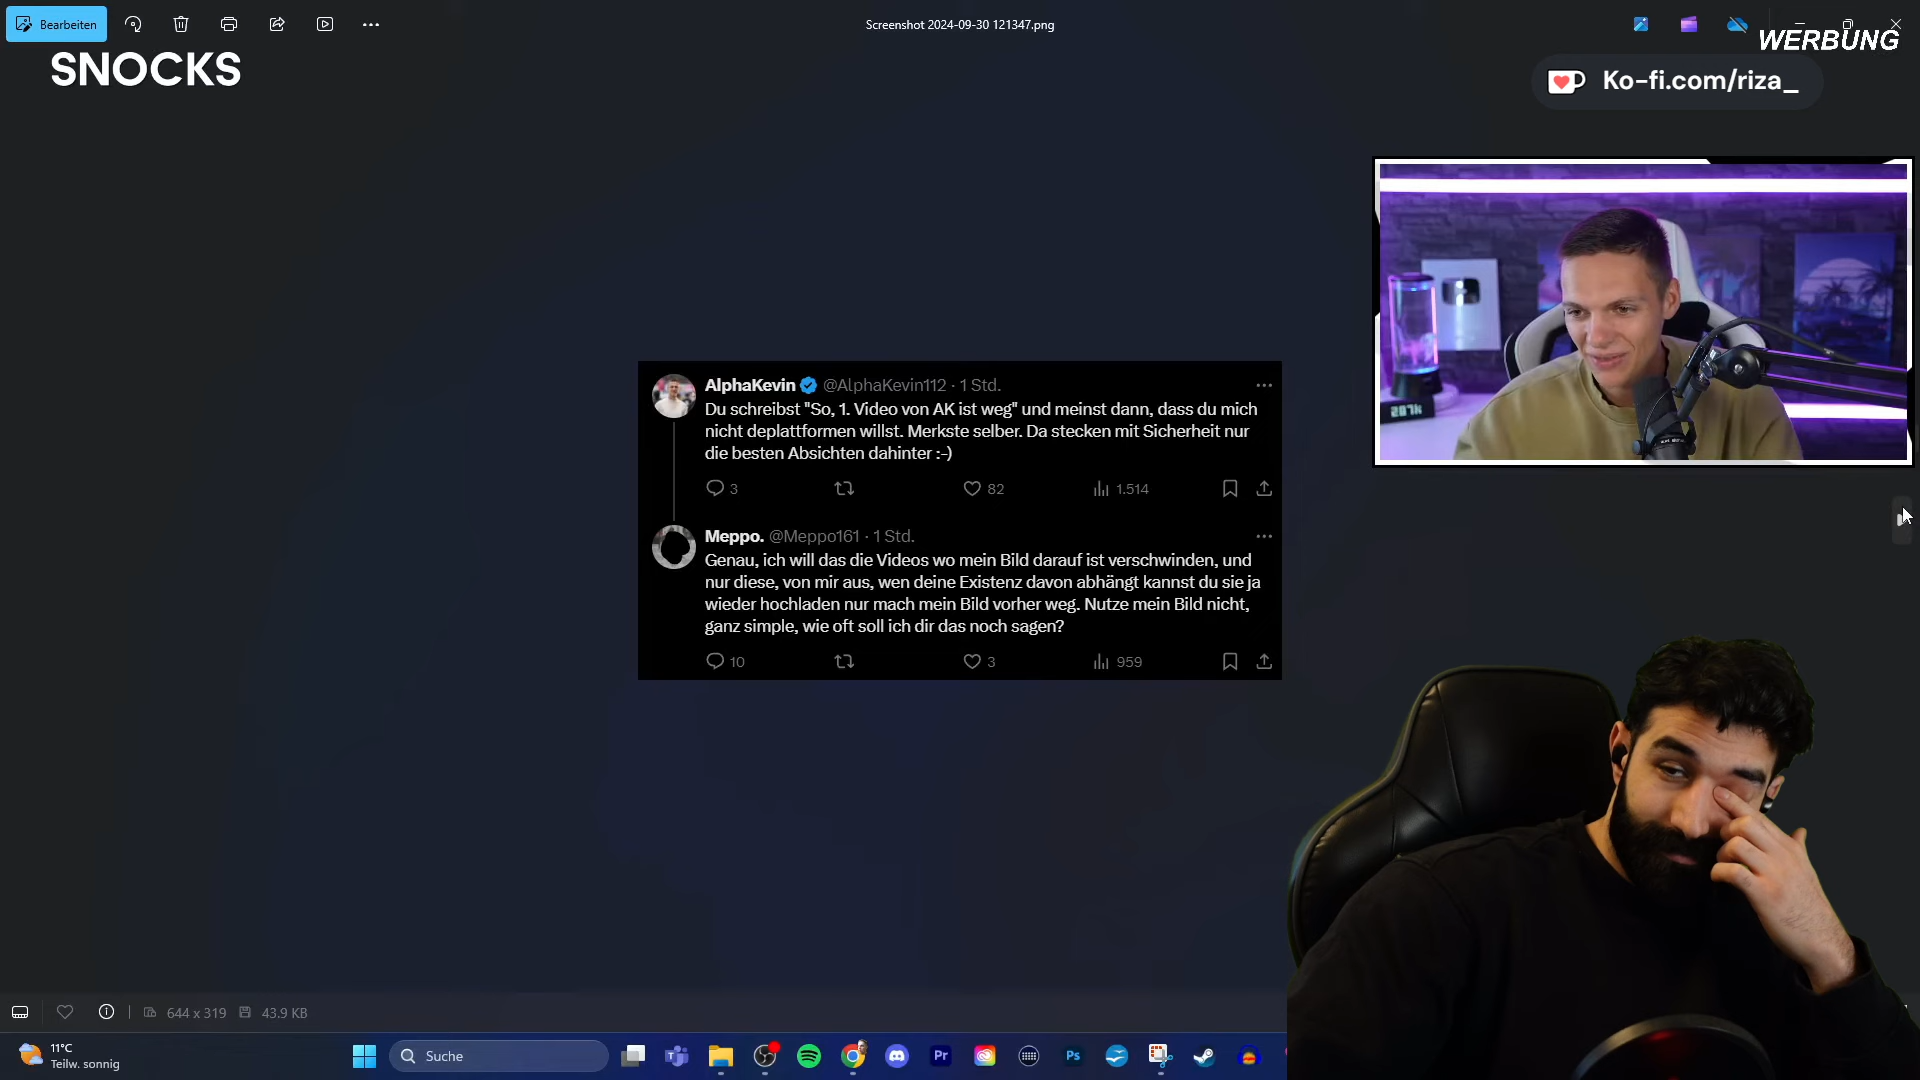 Bearbeiten
Screenshot 2024-09-30 121347.png
WERBUNG
SNOCKS
Ko-fi.com/riza_
287k
AlphaKevin @AlphaKevin112 · 1 Std.
Du schreibst "So, 1. Video von AK ist weg" und meinst dann, dass du mich
nicht deplattformen willst. Merkste selber. Da stecken mit Sicherheit nur
die besten Absichten dahinter :-)
3 82 1.514
Meppo. @Meppo161 · 1 Std.
Genau, ich will das die Videos wo mein Bild darauf ist verschwinden, und
nur diese, von mir aus, wen deine Existenz davon abhängt kannst du sie ja
wieder hochladen nur mach mein Bild vorher weg. Nutze mein Bild nicht,
ganz simple, wie oft soll ich dir das noch sagen?
10 3 959
644 x 319 43.9 KB
11°C
Teilw. sonnig
Suche
Pr
Ps